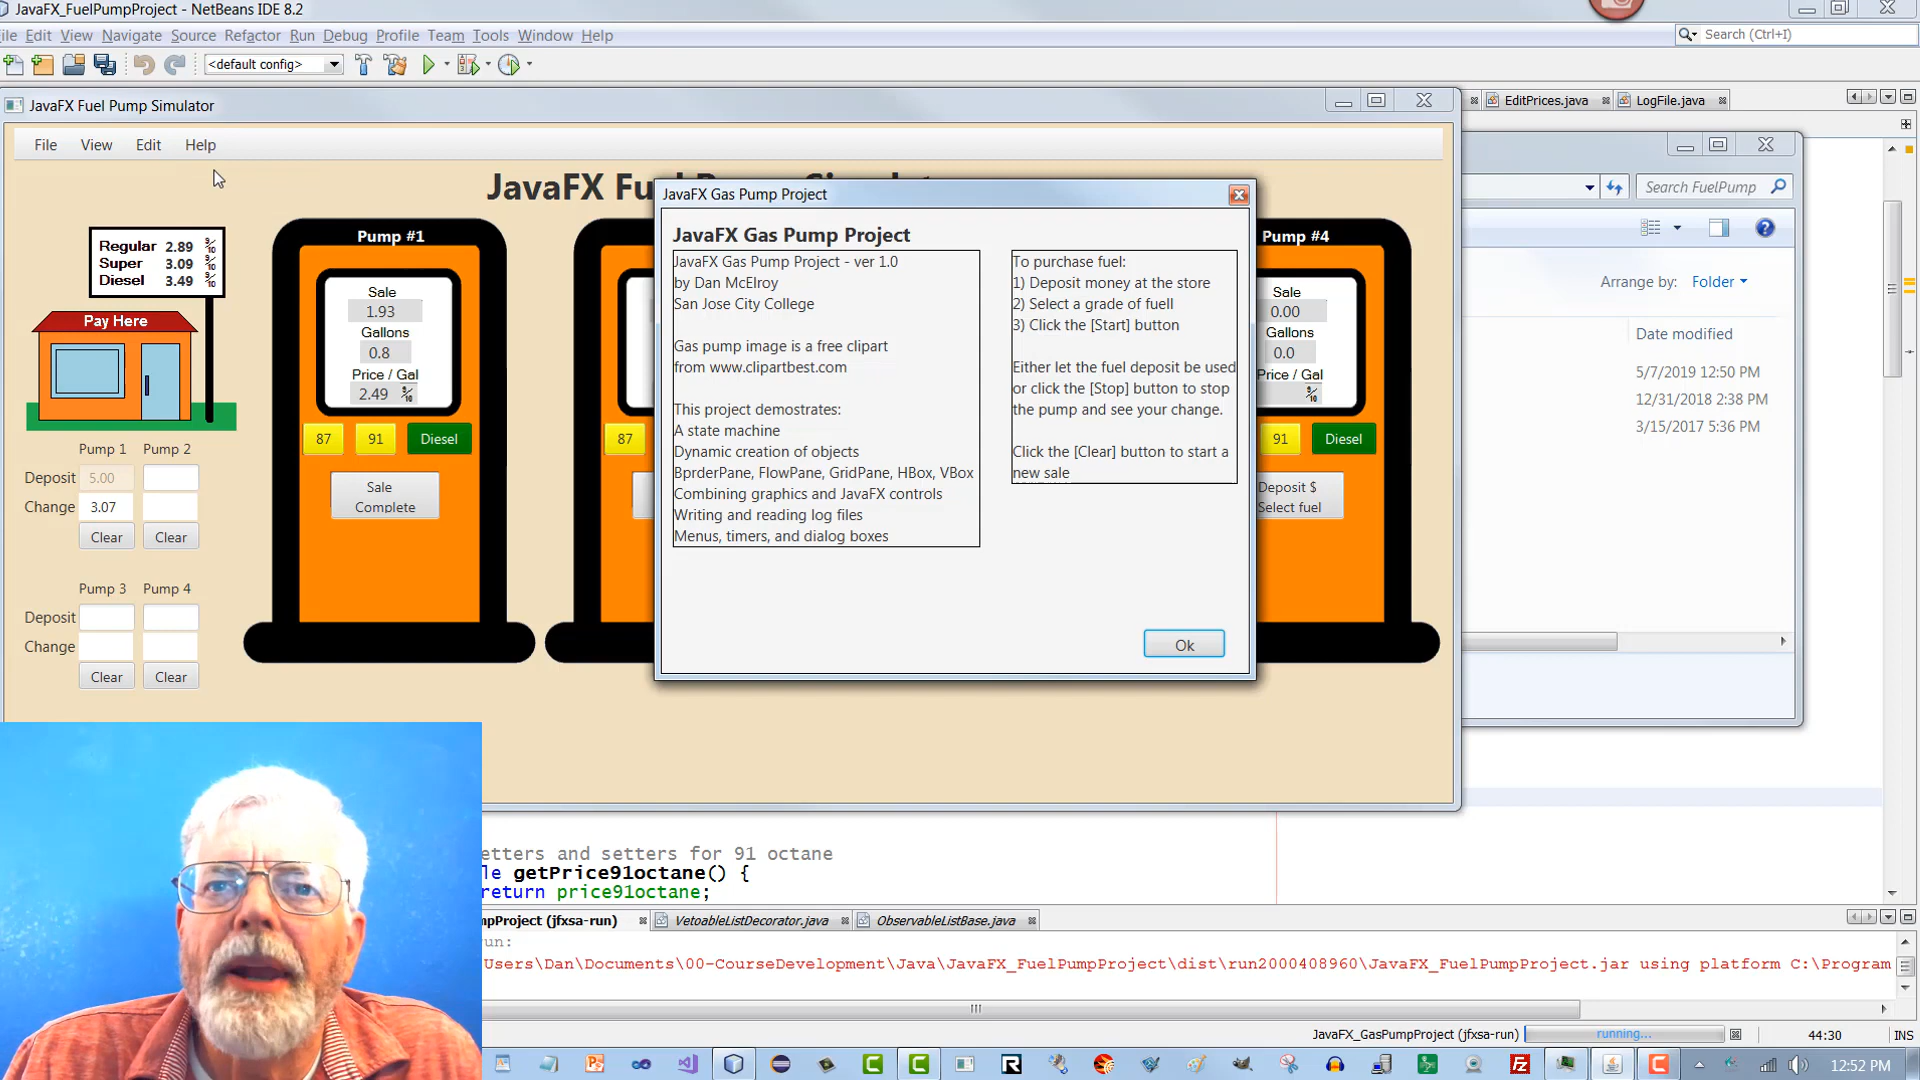 JavaFX_FuelPumpProject - NetBeans IDE 8.2
ile Edit View Navigate Source Refactor Run Debug Profile Team Tools Window Help
Search (Ctrl+I)
<default config>
JavaFX Fuel Pump Simulator
EditPrices.java
LogFile.java
File View Edit Help
Search FuelPump
JavaFX Fu
JavaFX Gas Pump Project
JavaFX Gas Pump Project
JavaFX Gas Pump Project - ver 1.0
by Dan McElroy
San Jose City College
Gas pump image is a free clipart
from www.clipartbest.com
This project demostrates:
A state machine
Dynamic creation of objects
BprderPane, FlowPane, GridPane, HBox, VBox
Combining graphics and JavaFX controls
Writing and reading log files
Menus, timers, and dialog boxes
To purchase fuel:
1) Deposit money at the store
2) Select a grade of fuell
3) Click the [Start] button
Either let the fuel deposit be used
or click the [Stop] button to stop
the pump and see your change.
Click the [Clear] button to start a
new sale
Ok
Regular 2.89 9/10
Super 3.09 9/10
Diesel 3.49 9/10
Pay Here
Pump 1 Pump 2
Deposit 5.00
Change 3.07
Clear Clear
Pump 3 Pump 4
Deposit
Change
Clear Clear
Pump #1
Sale
1.93
Gallons
0.8
Price / Gal
2.49 9/10
87 91 Diesel
Sale
Complete
87
Pump #4
Sale
0.00
Gallons
0.0
Price / Gal
9/10
91 Diesel
Deposit $
Select fuel
Arrange by: Folder
Date modified
5/7/2019 12:50 PM
12/31/2018 2:38 PM
3/15/2017 5:36 PM
etters and setters for 91 octane
le getPrice91octane() {
return price91octane;
mpProject (jfxsa-run)
VetoableListDecorator.java
ObservableListBase.java
run:
Users\Dan\Documents\00-CourseDevelopment\Java\JavaFX_FuelPumpProject\dist\run2000408960\JavaFX_FuelPumpProject.jar using platform C:\Program
JavaFX_GasPumpProject (jfxsa-run)
running...
44:30
INS
12:52 PM